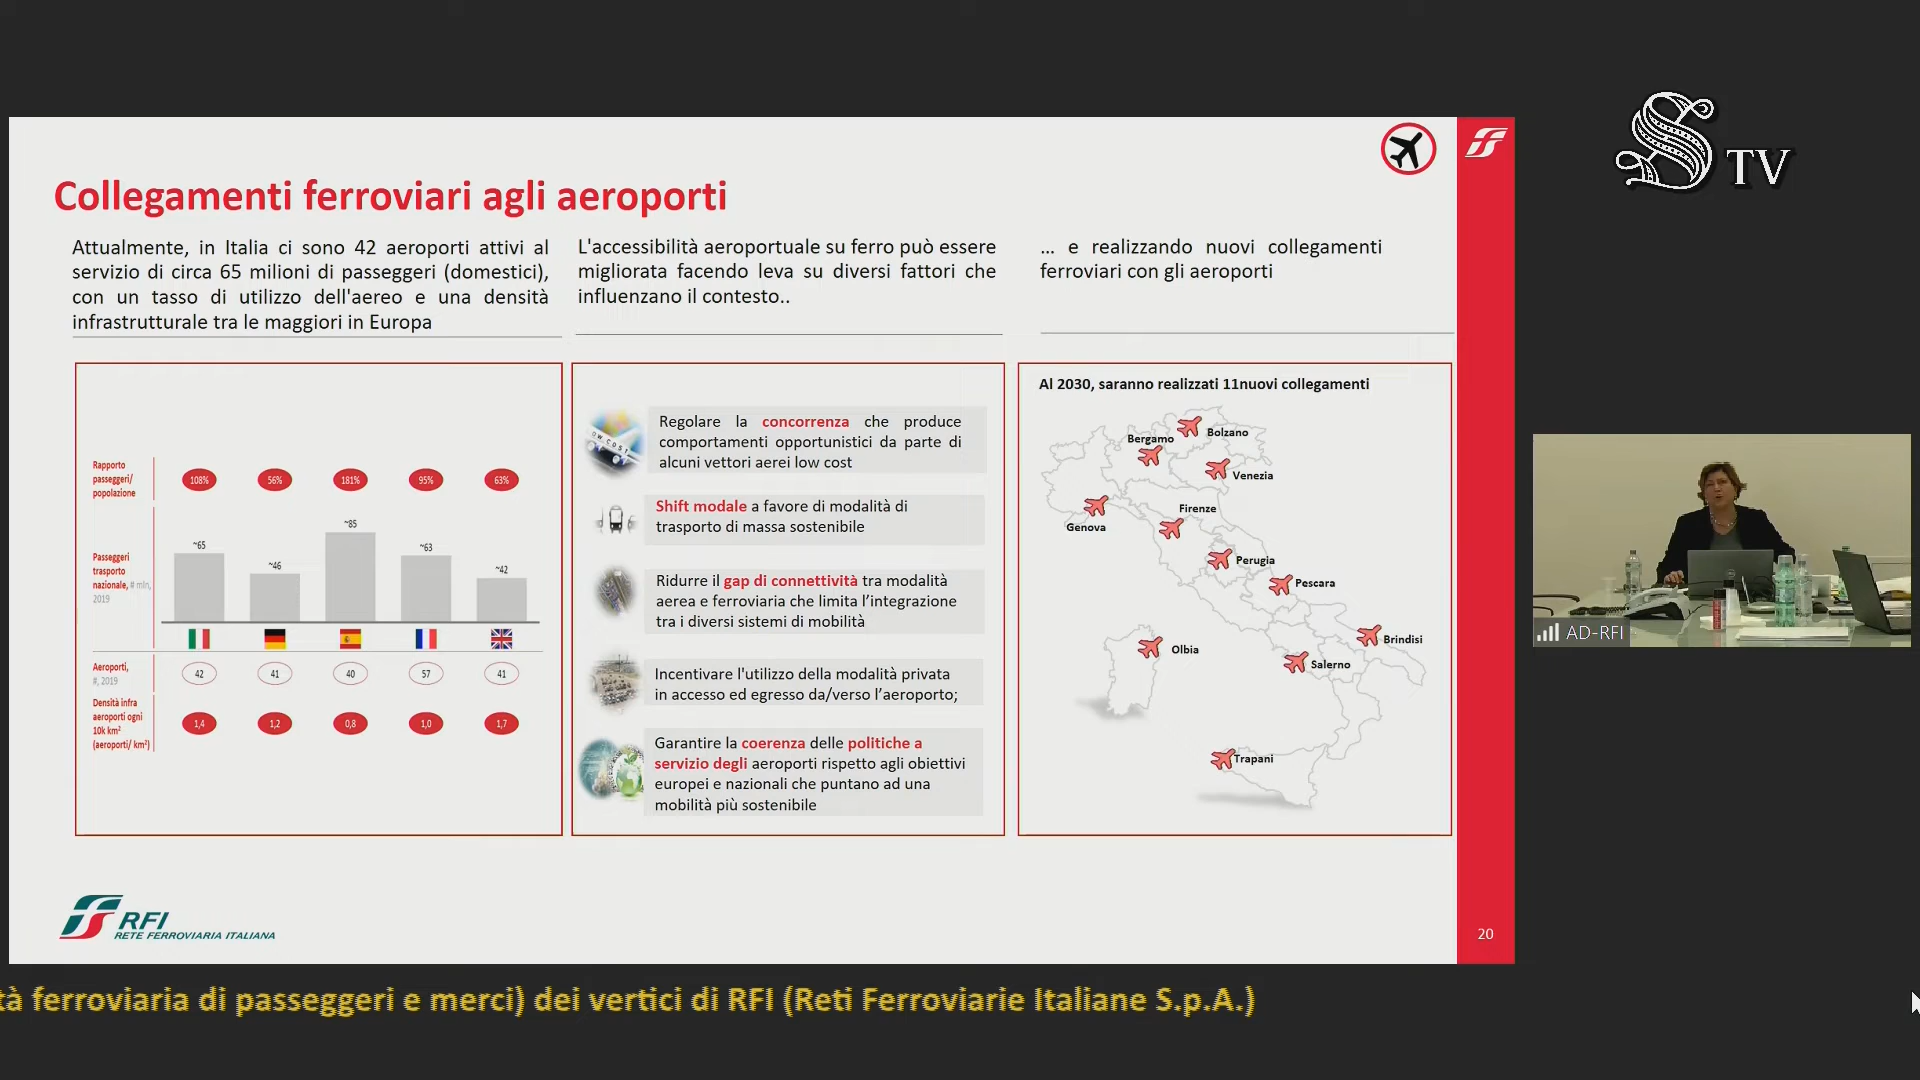 TV
Collegamenti ferroviari agli aeroporti
Attualmente, in Italia ci sono 42 aeroporti attivi al
servizio di circa 65 milioni di passeggeri (domestici),
con un tasso di utilizzo dell'aereo e una densità
infrastrutturale tra le maggiori in Europa
L'accessibilità aeroportuale su ferro può essere
migliorata facendo leva su diversi fattori che
influenzano il contesto..
... e realizzando nuovi collegamenti
ferroviari con gli aeroporti
Rapporto
passeggeri/
popolazione
108%
56%
181%
95%
63%
Passeggeri
trasporto
nazionale, # mln,
2019
~65
~46
~85
~63
~42
Aeroporti,
#, 2019
42
41
40
57
41
Densità infra
aeroporti ogni
10k km²
(aeroporti/ km²)
1,4
1,2
0,8
1,0
1,7
OW COST
Regolare la concorrenza che produce
comportamenti opportunistici da parte di
alcuni vettori aerei low cost
Shift modale a favore di modalità di
trasporto di massa sostenibile
Ridurre il gap di connettività tra modalità
aerea e ferroviaria che limita l'integrazione
tra i diversi sistemi di mobilità
Incentivare l'utilizzo della modalità privata
in accesso ed egresso da/verso l'aeroporto;
Garantire la coerenza delle politiche a
servizio degli aeroporti rispetto agli obiettivi
europei e nazionali che puntano ad una
mobilità più sostenibile
Al 2030, saranno realizzati 11nuovi collegamenti
Bolzano
Bergamo
Venezia
Genova
Firenze
Perugia
Pescara
Brindisi
Olbia
Salerno
Trapani
AD-RFI
RFI
RETE FERROVIARIA ITALIANA
20
tà ferroviaria di passeggeri e merci) dei vertici di RFI (Reti Ferroviarie Italiane S.p.A.)